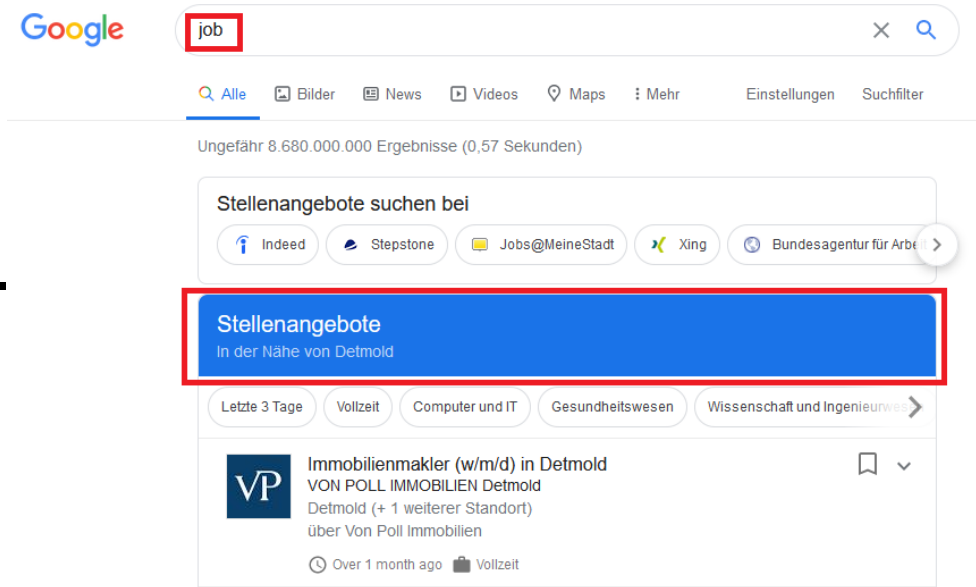 Google
job
Alle Bilder News Videos Maps Mehr Einstellungen Suchfilter
Ungefähr 8.680.000.000 Ergebnisse (0,57 Sekunden)
Stellenangebote suchen bei
Indeed Stepstone Jobs@MeineStadt Xing Bundesagentur für
Stellenangebote
In der Nähe von Detmold
Letzte 3 Tage Vollzeit Computer und IT Gesundheitswesen Wissenschaft und
VP
Immobilienmakler (w/m/d) in Detmold
VON POLL IMMOBILIEN Detmold
Detmold (+ 1 weiterer Standort)
über Von Poll Immobilien
Over 1 month ago Vollzeit